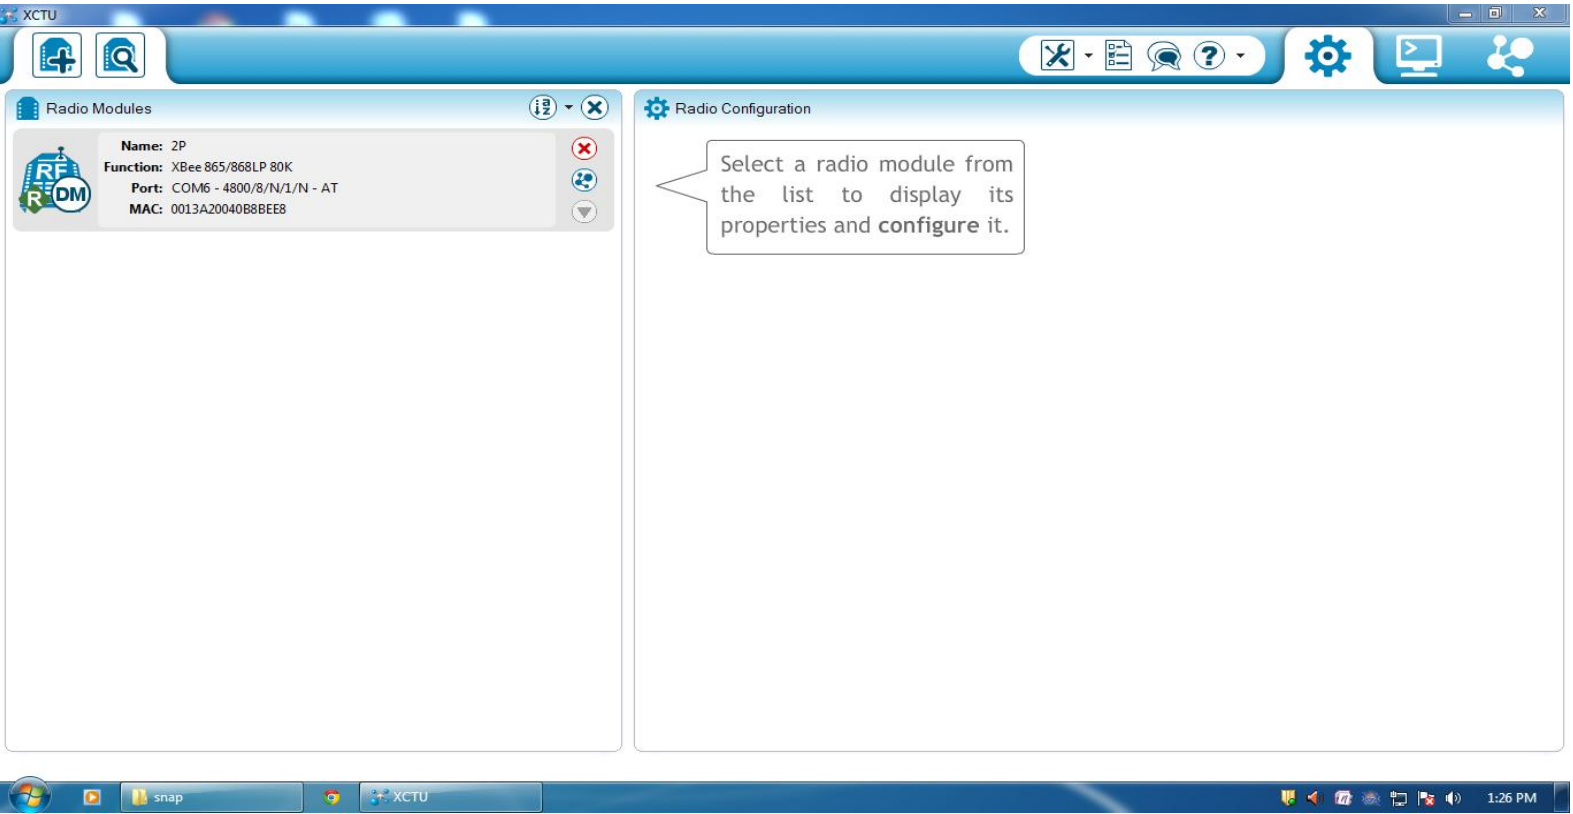 XCTU
Radio Modules
Name: 2P
Function: XBee 865/868LP 80K
Port: COM6 - 4800/8/N/1/N - AT
MAC: 0013A20040B8BEE8
RF
R
DM
Radio Configuration
Select a radio module from
the list to display its
properties and configure it.
snap
XCTU
1:26 PM